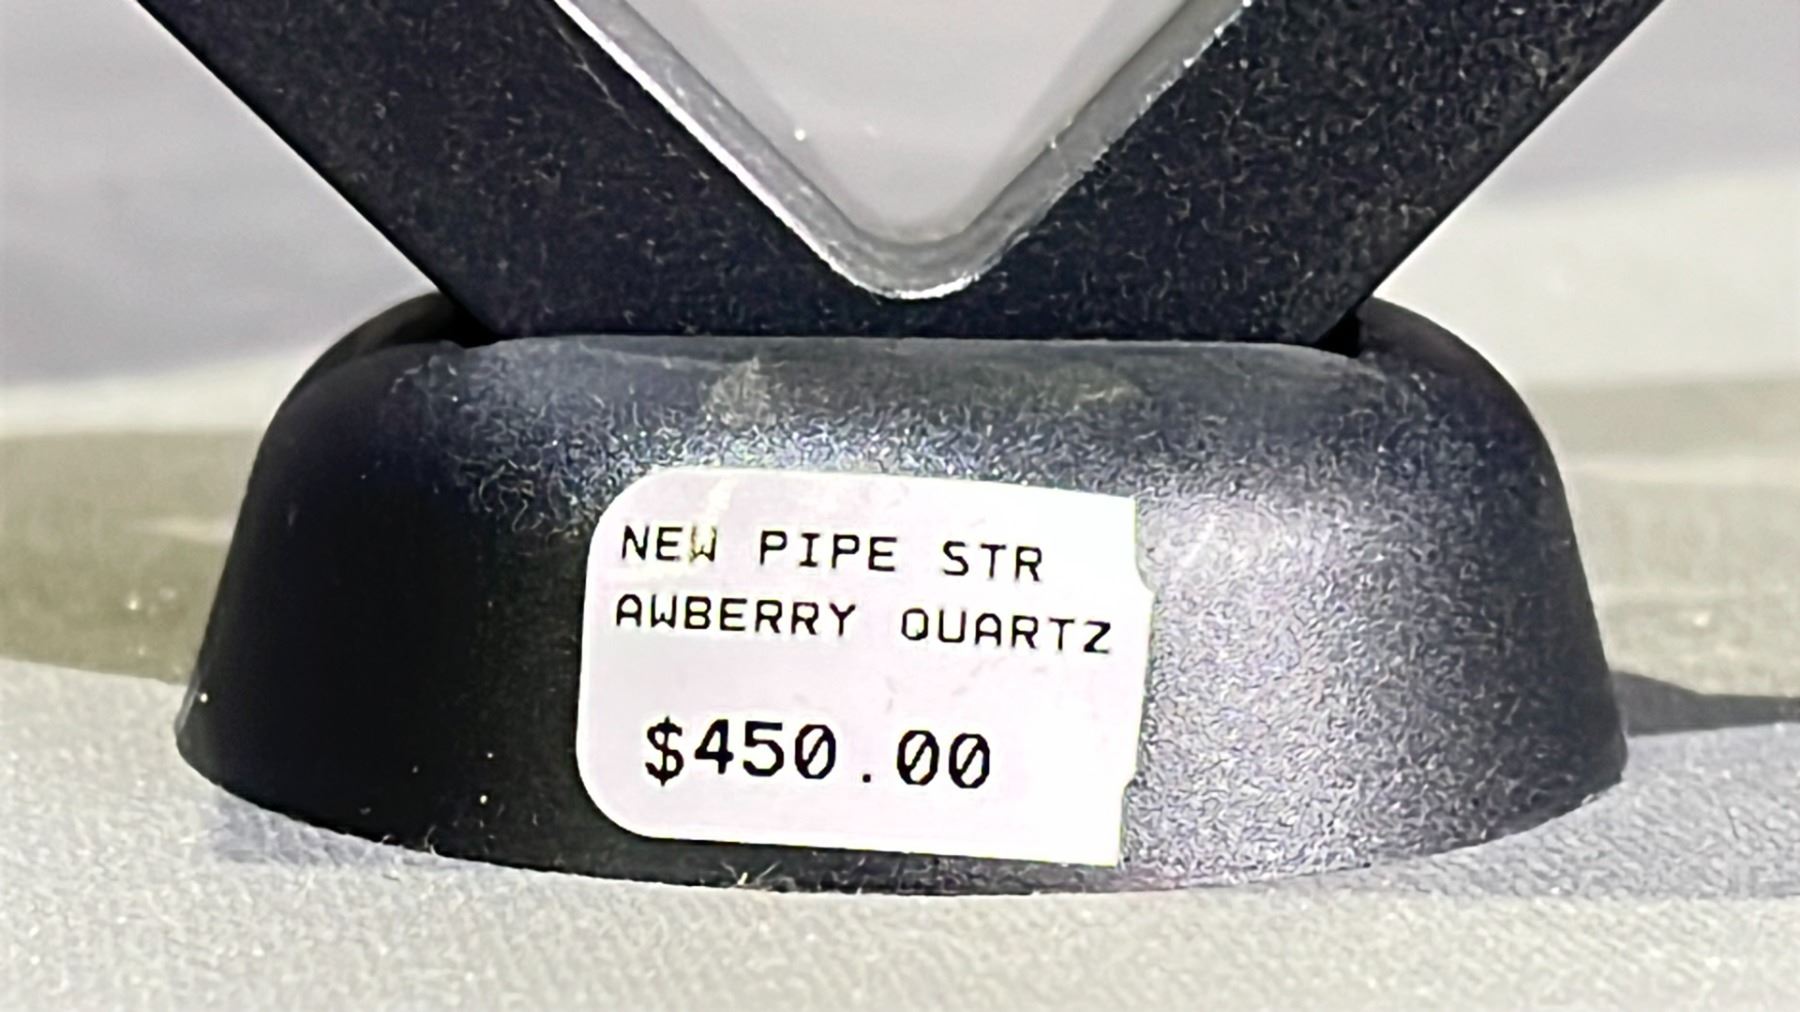 NEW PIPE STR
AWBERRY QUARTZ
$450.00